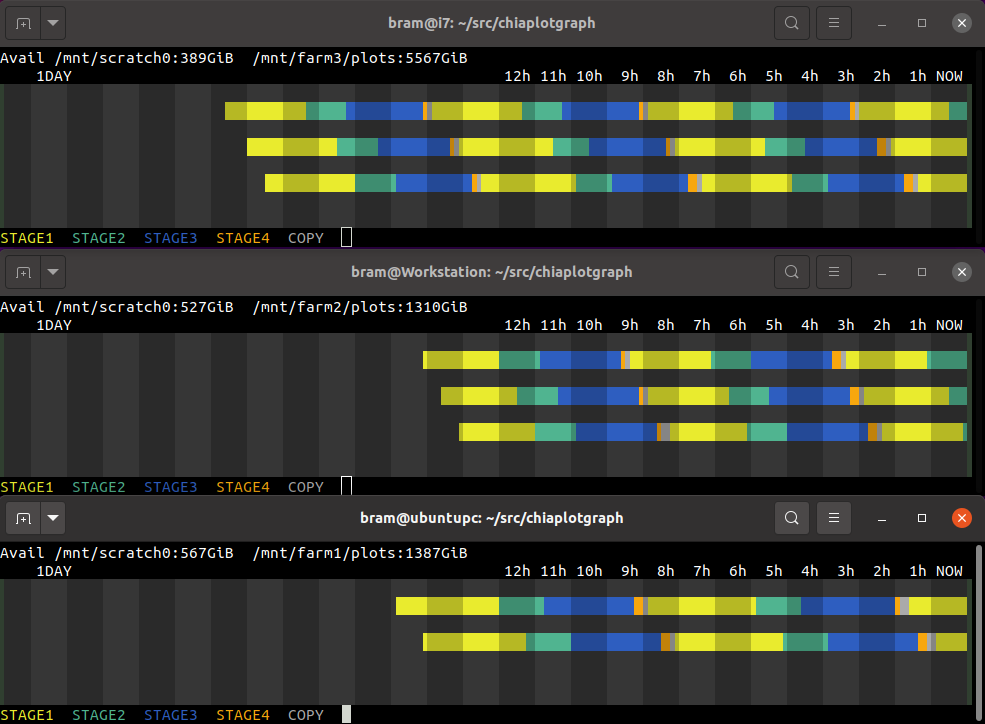 bram@i7: ~/src/chiaplotgraph
Avail /mnt/scratch0:389GiB  /mnt/farm3/plots:5567GiB
1DAY 12h 11h 10h 9h 8h 7h 6h 5h 4h 3h 2h 1h NOW
STAGE1  STAGE2  STAGE3  STAGE4  COPY
bram@Workstation: ~/src/chiaplotgraph
Avail /mnt/scratch0:527GiB  /mnt/farm2/plots:1310GiB
1DAY 12h 11h 10h 9h 8h 7h 6h 5h 4h 3h 2h 1h NOW
STAGE1  STAGE2  STAGE3  STAGE4  COPY
bram@ubuntupc: ~/src/chiaplotgraph
Avail /mnt/scratch0:567GiB  /mnt/farm1/plots:1387GiB
1DAY 12h 11h 10h 9h 8h 7h 6h 5h 4h 3h 2h 1h NOW
STAGE1  STAGE2  STAGE3  STAGE4  COPY